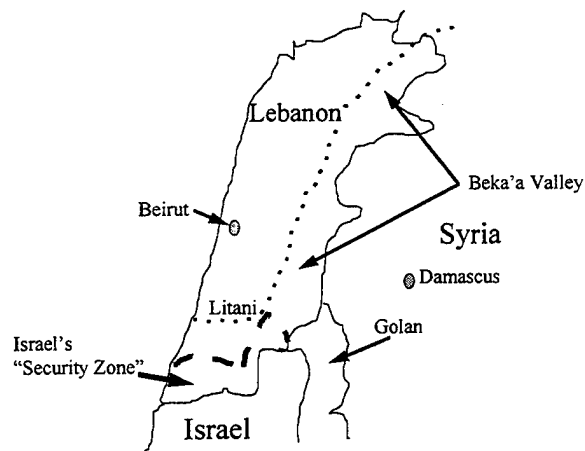 Lebanon
Beka'a Valley
Beirut
Syria
Damascus
Litani
Golan
Israel's
"Security Zone"
Israel